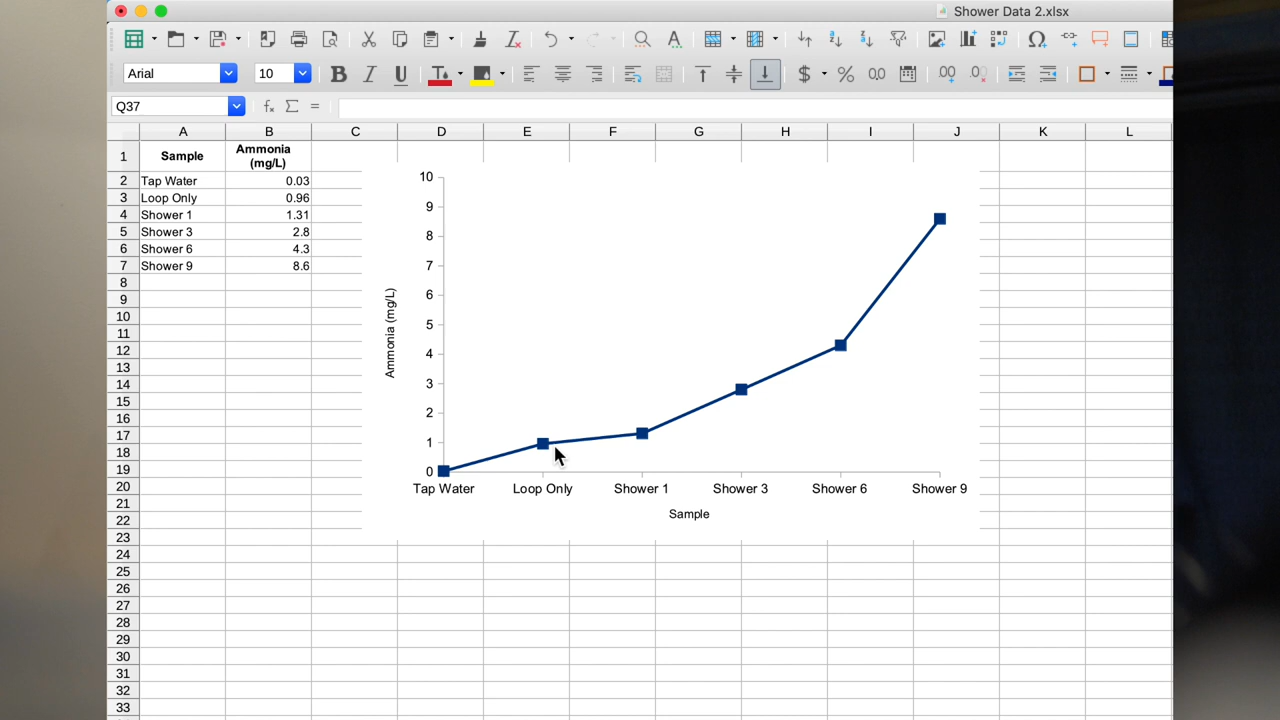 Shower Data 2.xlsx
Arial
10
Q37
A B C D E F G H I J K L
1 Sample Ammonia (mg/L)
2 Tap Water 0.03
3 Loop Only 0.96
4 Shower 1 1.31
5 Shower 3 2.8
6 Shower 6 4.3
7 Shower 9 8.6
8
9
10
11
12
13
14
15
16
17
18
19
20
21
22
23
24
25
26
27
28
29
30
31
32
33
10
9
8
7
6
5
4
3
2
1
0
Ammonia (mg/L)
Tap Water Loop Only Shower 1 Shower 3 Shower 6 Shower 9
Sample